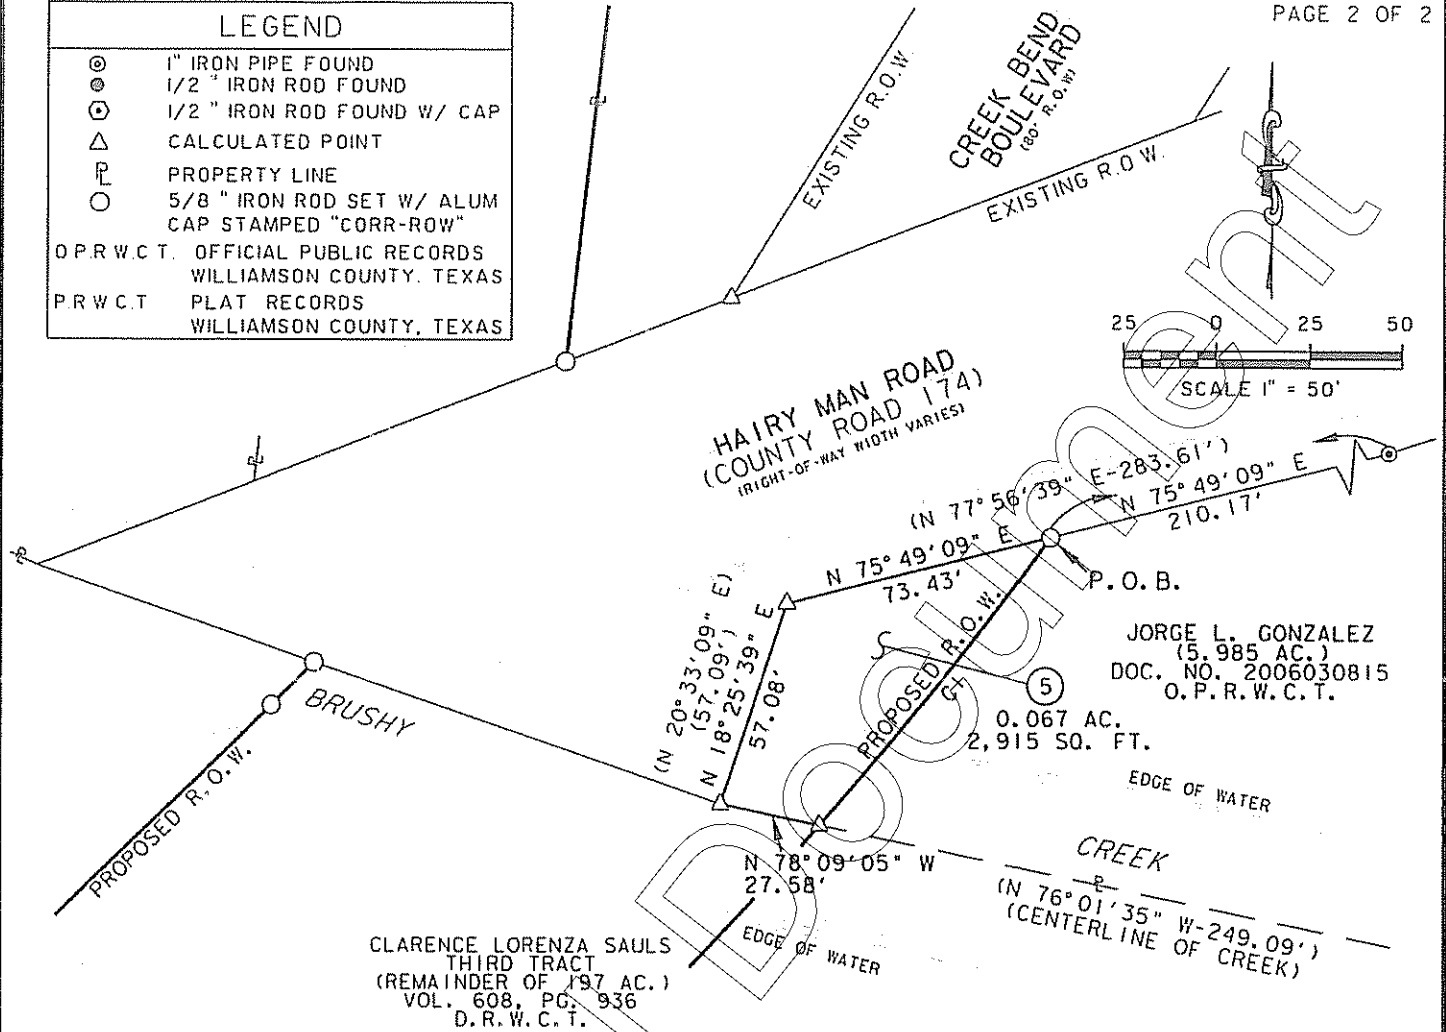 PAGE 2 OF 2
LEGEND
1" IRON PIPE FOUND
1/2 " IRON ROD FOUND
1/2 " IRON ROD FOUND W/ CAP
CALCULATED POINT
PROPERTY LINE
5/8 " IRON ROD SET W/ ALUM
CAP STAMPED "CORR-ROW"
O.P.R.W.C.T. OFFICIAL PUBLIC RECORDS
WILLIAMSON COUNTY, TEXAS
P.R.W.C.T PLAT RECORDS
WILLIAMSON COUNTY, TEXAS
EXISTING R.O.W
CREEK BEND
BOULEVARD
(80' R.O.W)
EXISTING R.O.W.
25 0 25 50
SCALE 1" = 50'
HAIRY MAN ROAD
(COUNTY ROAD 174)
(RIGHT-OF-WAY WIDTH VARIES)
(N 77°56'39" E-283.61')
N 75°49'09" E
210.17'
N 75°49'09" E
73.43'
P.O.B.
(N 20°33'09" E)
(57.09')
N 18°25'39" E
57.08'
PROPOSED R.O.W.
JORGE L. GONZALEZ
(5.985 AC.)
DOC. NO. 2006030815
O.P.R.W.C.T.
5
0.067 AC.
2,915 SQ. FT.
BRUSHY
PROPOSED R.O.W.
EDGE OF WATER
CREEK
N 78°09'05" W
27.58'
(N 76°01'35" W-249.09')
(CENTERLINE OF CREEK)
EDGE OF WATER
CLARENCE LORENZA SAULS
THIRD TRACT
(REMAINDER OF 197 AC.)
VOL. 608, PG. 936
D.R.W.C.T.
Document